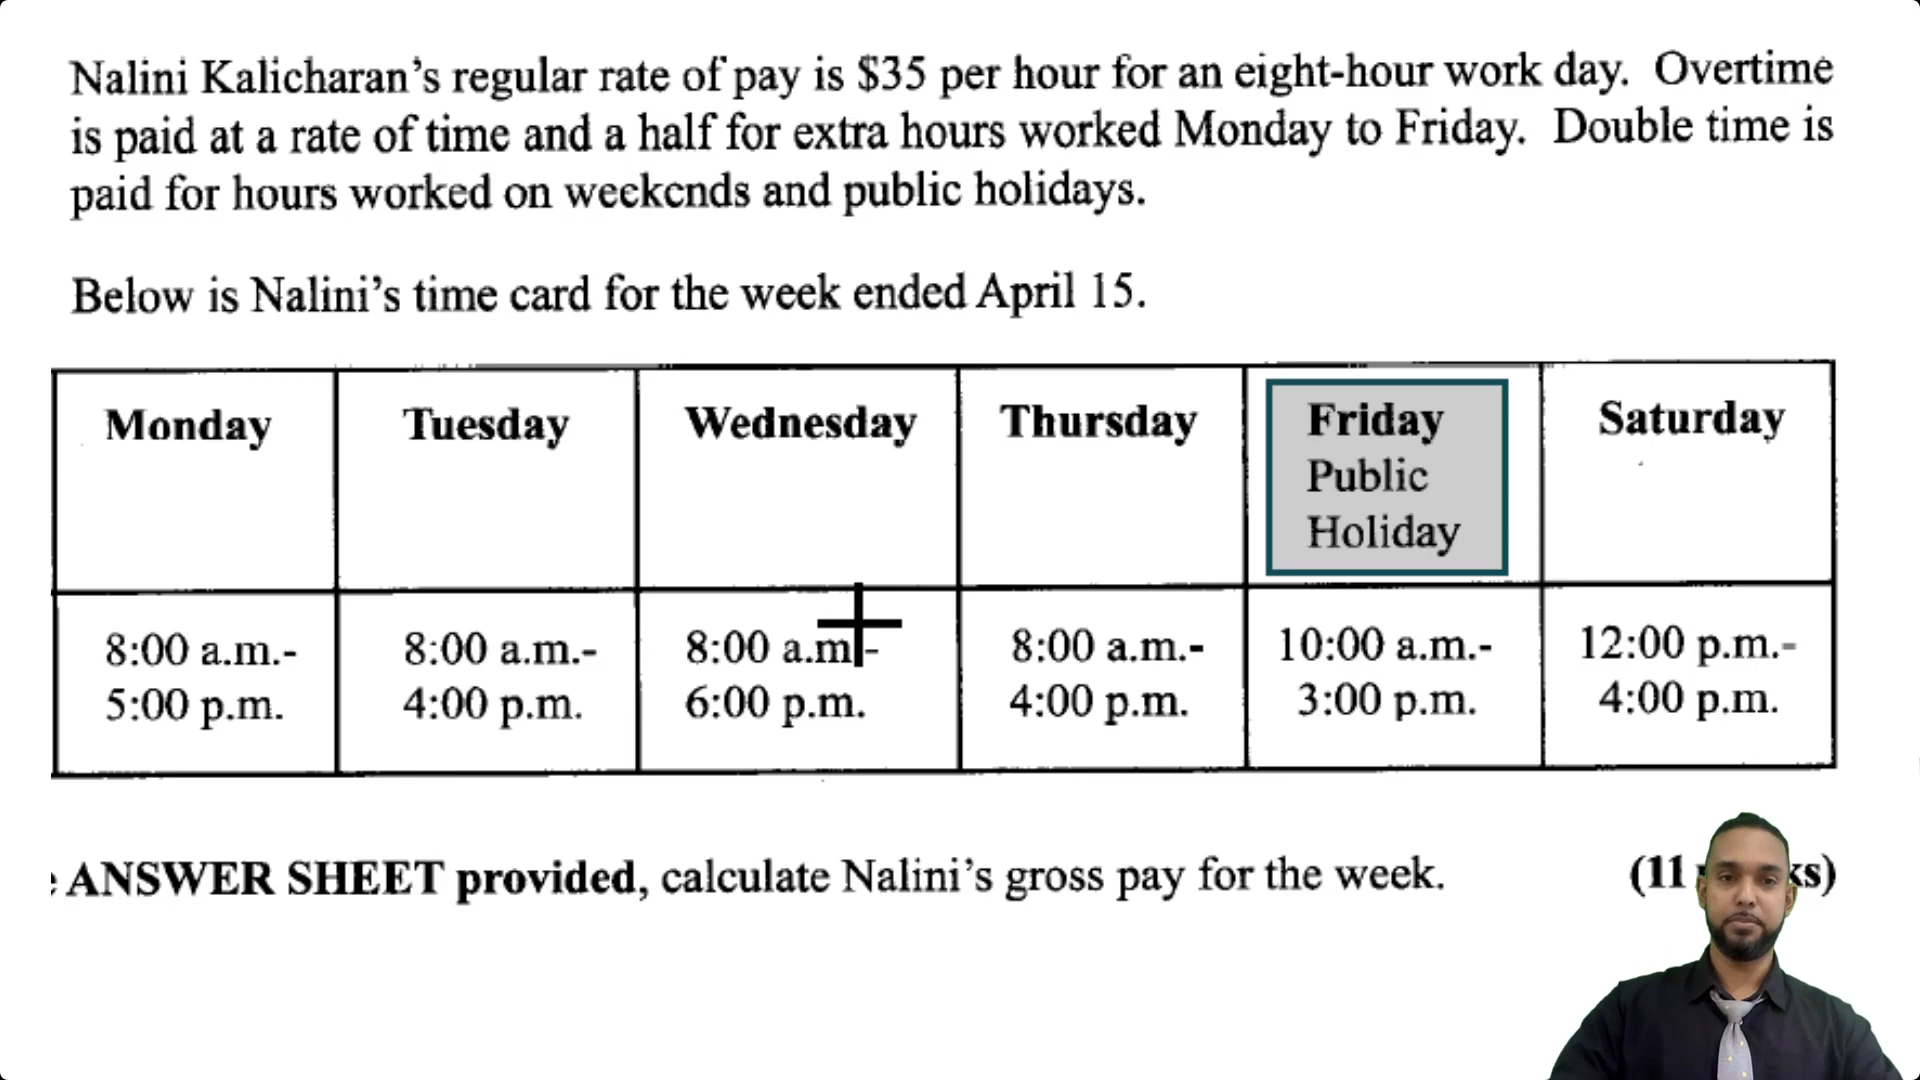 Nalini Kalicharan's regular rate of pay is $35 per hour for an eight-hour work day. Overtime
is paid at a rate of time and a half for extra hours worked Monday to Friday. Double time is
paid for hours worked on weekends and public holidays.
Below is Nalini's time card for the week ended April 15.
Monday
Tuesday
Wednesday
Thursday
Friday
Public
Holiday
Saturday
8:00 a.m.-
5:00 p.m.
8:00 a.m.-
4:00 p.m.
8:00 a.m-
6:00 p.m.
8:00 a.m.-
4:00 p.m.
10:00 a.m.-
3:00 p.m.
12:00 p.m.-
4:00 p.m.
ANSWER SHEET provided, calculate Nalini's gross pay for the week. (11